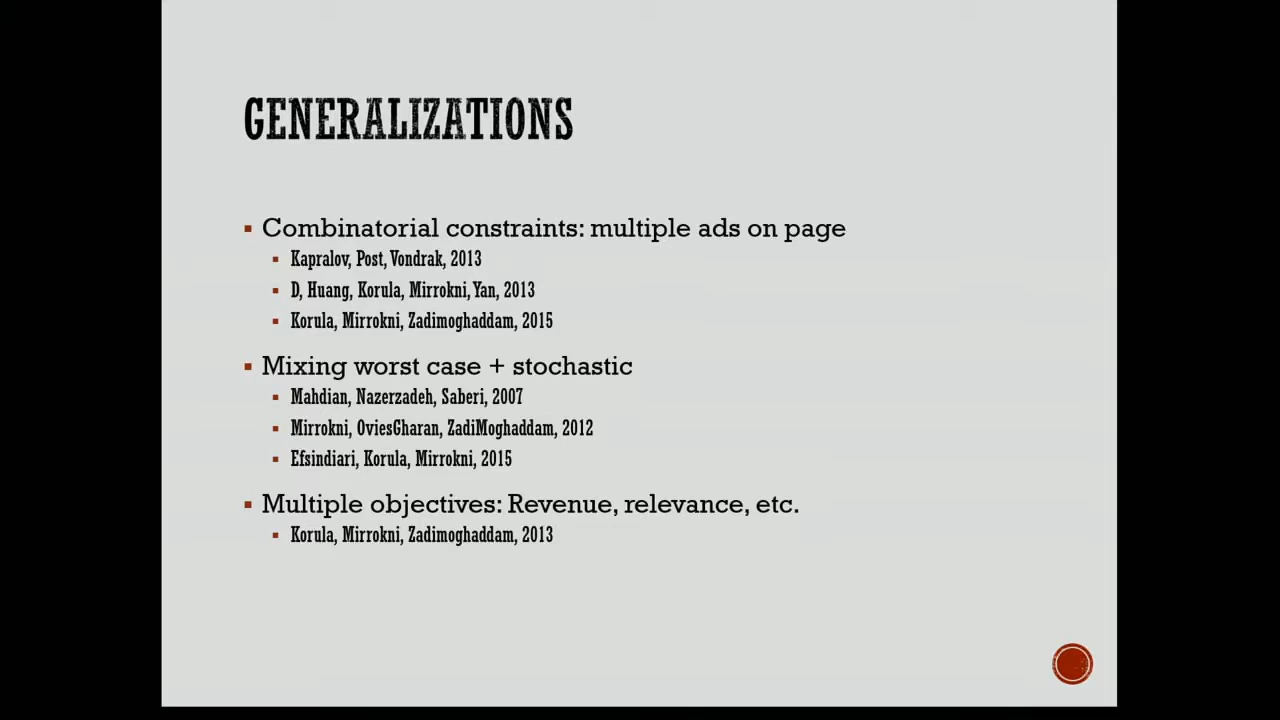 GENERALIZATIONS
Combinatorial constraints: multiple ads on page
Kapralov, Post, Vondrak, 2013
D, Huang, Korula, Mirrokni, Yan, 2013
Korula, Mirrokni, Zadimoghaddam, 2015
Mixing worst case + stochastic
Mahdian, Nazerzadeh, Saberi, 2007
Mirrokni, OviesGharan, ZadiMoghaddam, 2012
Efsindiari, Korula, Mirrokni, 2015
Multiple objectives: Revenue, relevance, etc.
Korula, Mirrokni, Zadimoghaddam, 2013